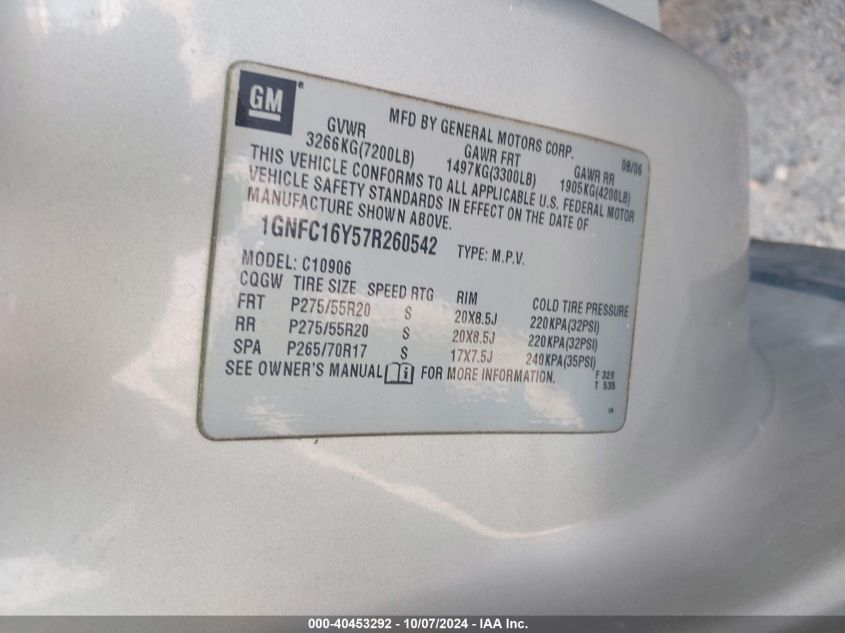 GM®
MFD BY GENERAL MOTORS CORP. 08/06
GVWR GAWR FRT GAWR RR
3266KG(7200LB) 1497KG(3300LB) 1905KG(4200LB)
THIS VEHICLE CONFORMS TO ALL APPLICABLE U.S. FEDERAL MOTOR
VEHICLE SAFETY STANDARDS IN EFFECT ON THE DATE OF
MANUFACTURE SHOWN ABOVE.
1GNFC16Y57R260542 TYPE: M.P.V.
MODEL: C10906
CQGW TIRE SIZE SPEED RTG RIM COLD TIRE PRESSURE
FRT P275/55R20 S 20X8.5J 220KPA(32PSI)
RR P275/55R20 S 20X8.5J 220KPA(32PSI)
SPA P265/70R17 S 17X7.5J 240KPA(35PSI)
SEE OWNER'S MANUAL i FOR MORE INFORMATION.
F 329
T 535
000-40453292 - 10/07/2024 - IAA Inc.